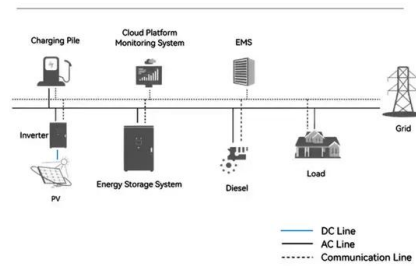 Charging Pile
Cloud Platform
Monitoring System
EMS
Grid
Inverter
PV
Energy Storage System
Diesel
Load
DC Line
AC Line
Communication Line